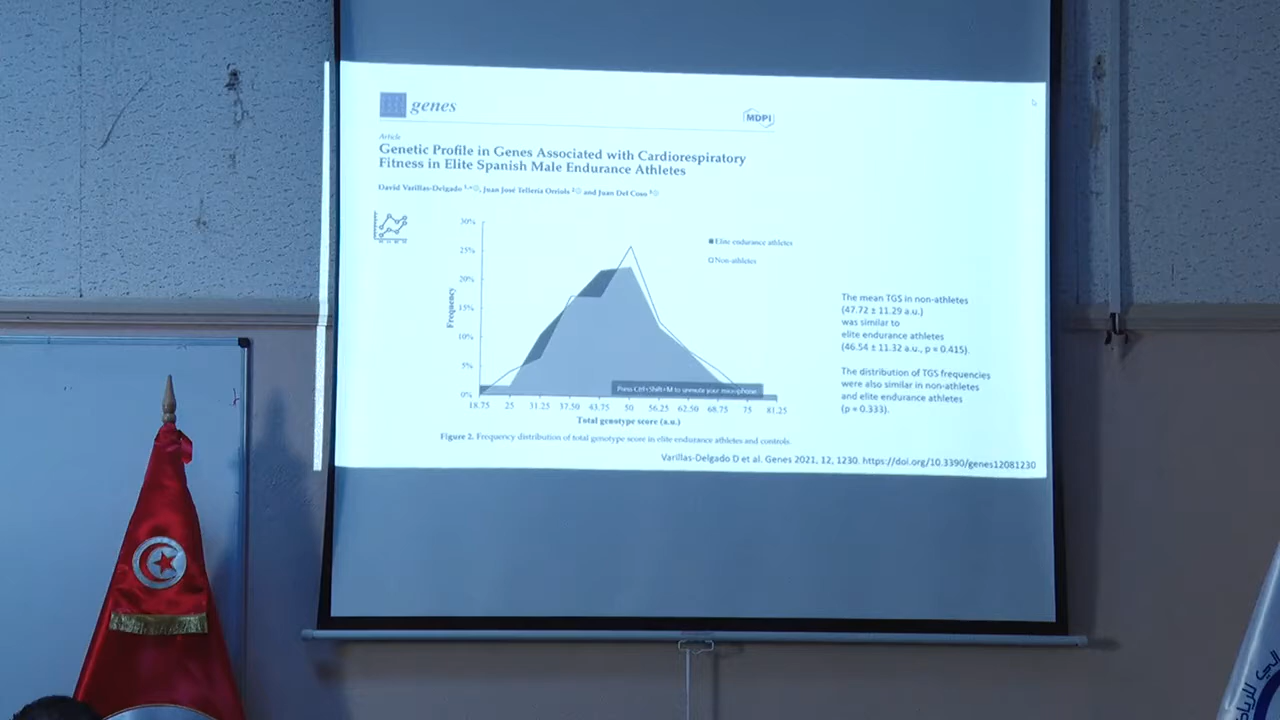 genes
MDPI
Article
Genetic Profile in Genes Associated with Cardiorespiratory
Fitness in Elite Spanish Male Endurance Athletes
David Varillas-Delgado 1,*, Juan José Tellería Orriols 2 and Juan Del Coso 3
30%
25%
20%
15%
10%
5%
0%
Frequency
Elite endurance athletes
Non-athletes
Press Ctrl+Shift+M to unmute your microphone.
18.75 25 31.25 37.50 43.75 50 56.25 62.50 68.75 75 81.25
Total genotype score (a.u.)
Figure 2. Frequency distribution of total genotype score in elite endurance athletes and controls.
The mean TGS in non-athletes
(47.72 ± 11.29 a.u.)
was similar to
elite endurance athletes
(46.54 ± 11.32 a.u., p = 0.415).
The distribution of TGS frequencies
were also similar in non-athletes
and elite endurance athletes
(p = 0.333).
Varillas-Delgado D et al. Genes 2021, 12, 1230. https://doi.org/10.3390/genes12081230